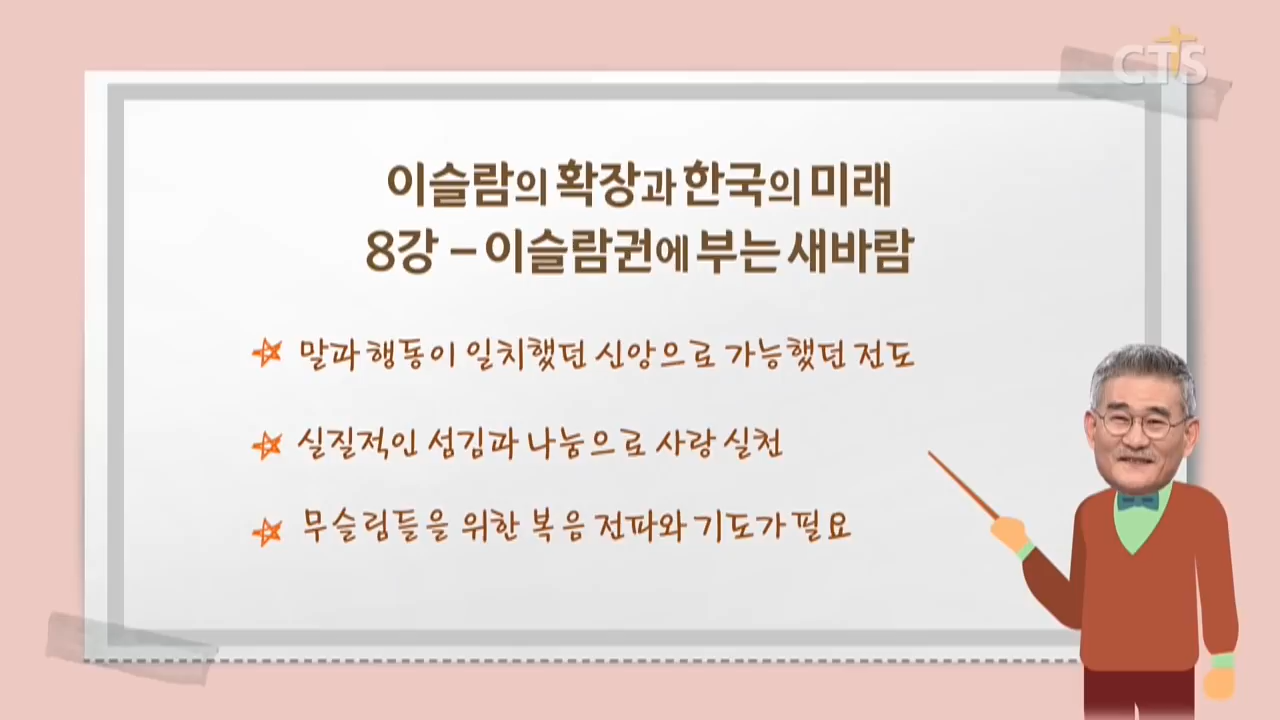 CTS
이슬람의 확장과 한국의 미래
8강 – 이슬람권에 부는 새바람
말과 행동이 일치했던 신앙으로 가능했던 전도
실질적인 섬김과 나눔으로 사랑 실천
무슬림들을 위한 복음 전파와 기도가 필요